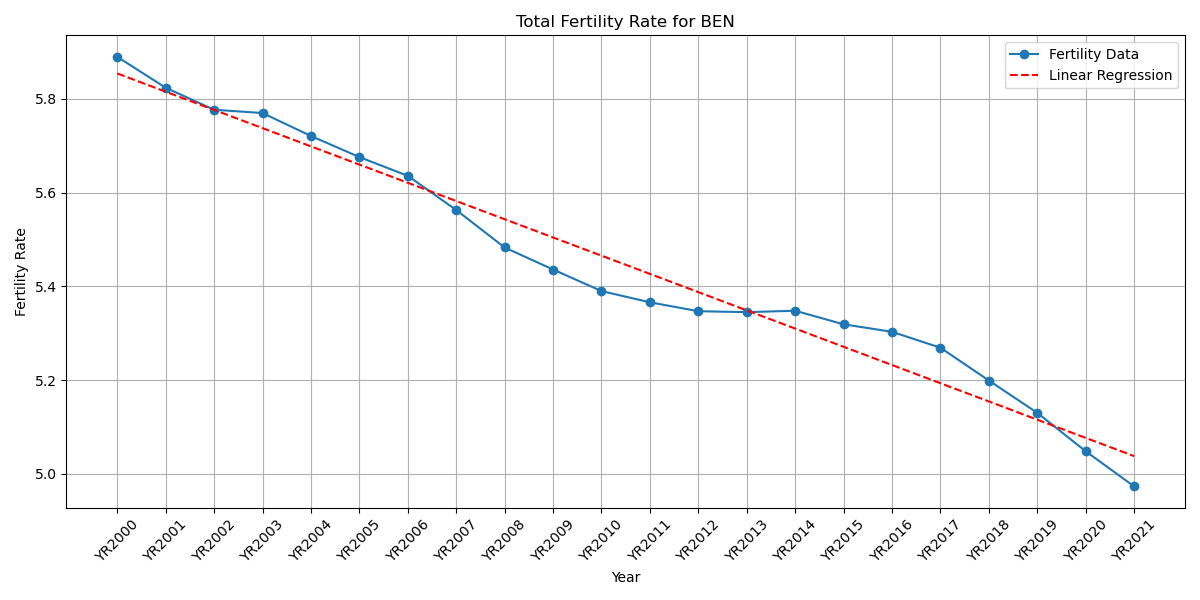 Total Fertility Rate for BEN
Fertility Data
Linear Regression
Fertility Rate
5.8
5.6
5.4
5.2
5.0
YR2000
YR2001
YR2002
YR2003
YR2004
YR2005
YR2006
YR2007
YR2008
YR2009
YR2010
YR2011
YR2012
YR2013
YR2014
YR2015
YR2016
YR2017
YR2018
YR2019
YR2020
YR2021
Year